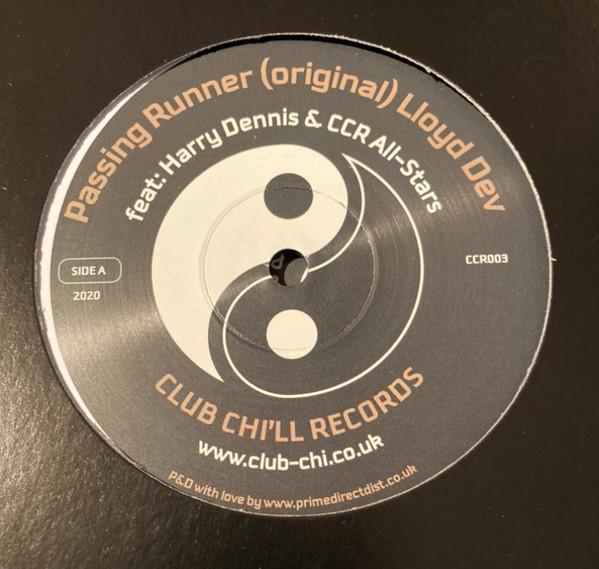 Passing Runner (original) Lloyd Dev
feat: Harry Dennis & CCR All-Stars
SIDE A
2020
CCR003
CLUB CHI'LL RECORDS
www.club-chi.co.uk
P&D with love by www.primedirectdist.co.uk